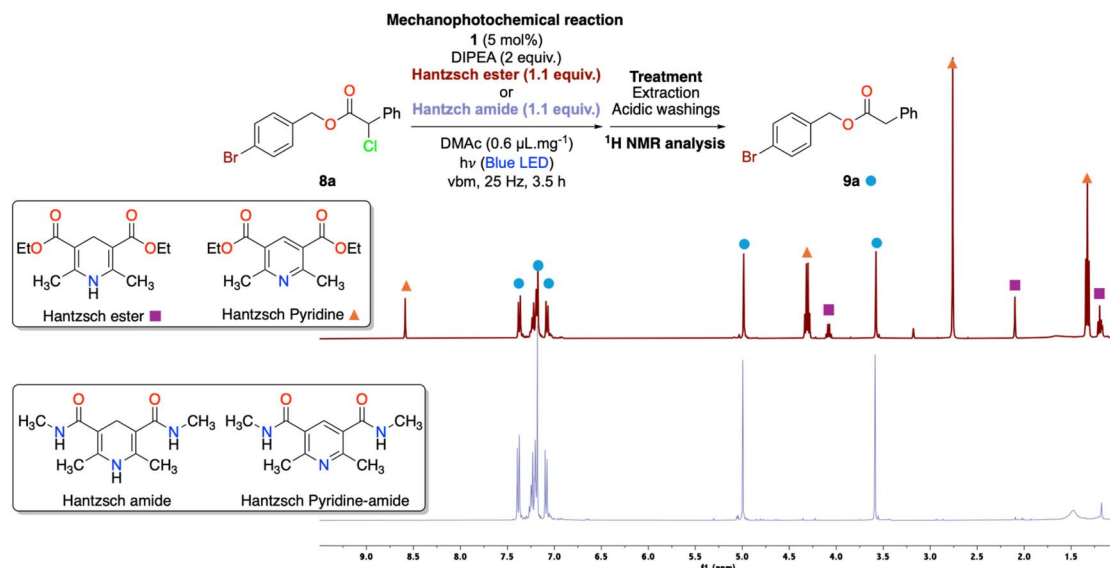 Mechanophotochemical reaction
1 (5 mol%)
DIPEA (2 equiv.)
Hantzsch ester (1.1 equiv.)
or
Hantzch amide (1.1 equiv.)
DMAc (0.6 µL.mg⁻¹)
hν (Blue LED)
vbm, 25 Hz, 3.5 h
Treatment
Extraction
Acidic washings
¹H NMR analysis
O
O
Ph
Cl
Br
8a
O
O
Ph
Br
9a
O O
EtO OEt
H₃C N CH₃
H
Hantzsch ester
O O
EtO OEt
H₃C N CH₃
Hantzsch Pyridine
O O
H₃C N N CH₃
H H
H₃C N CH₃
H
Hantzsch amide
O O
H₃C N N CH₃
H H
H₃C N CH₃
Hantzsch Pyridine-amide
9.0 8.5 8.0 7.5 7.0 6.5 6.0 5.5 5.0 4.5 4.0 3.5 3.0 2.5 2.0 1.5
f1 (ppm)